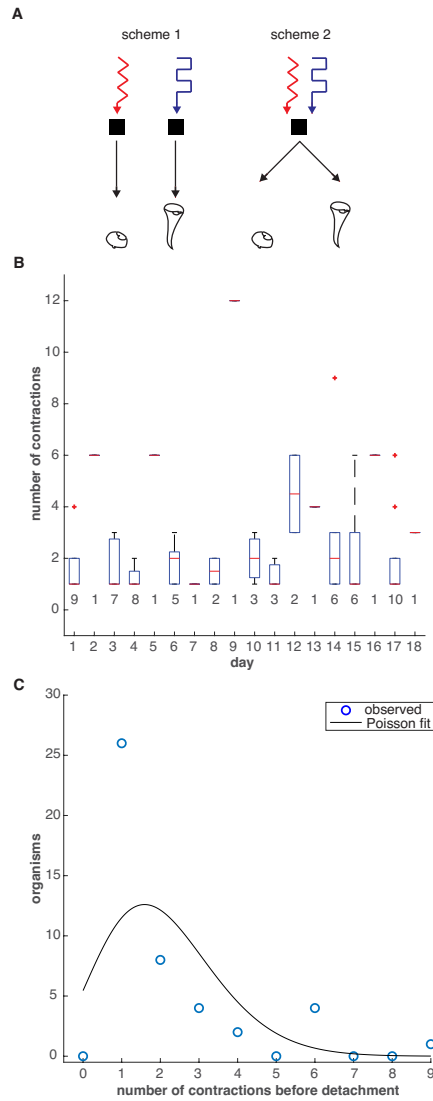 A
scheme 1 scheme 2
B
12
10
8
6
4
2
0
number of contractions
9 1 7 8 1 5 1 2 1 3 3 2 1 6 6 1 10 1
1 2 3 4 5 6 7 8 9 10 11 12 13 14 15 16 17 18
day
C
30
25
20
15
10
5
0
organisms
observed
Poisson fit
0 1 2 3 4 5 6 7 8 9
number of contractions before detachment